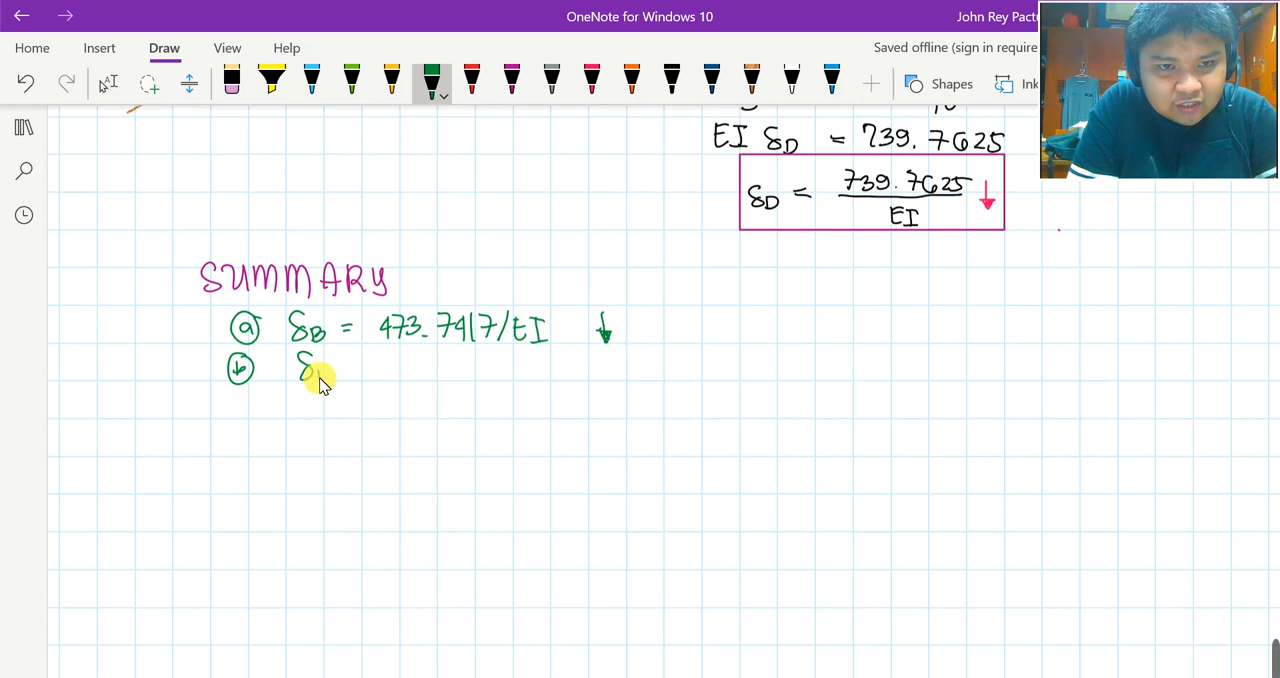 OneNote for Windows 10
John Rey Pact
Home Insert Draw View Help
Saved offline (sign in require
Shapes
Ink
EI δD = 739.7625
δD = 739.7625
EI
SUMMARY
a δB = 473.7417/EI ↓
b δ